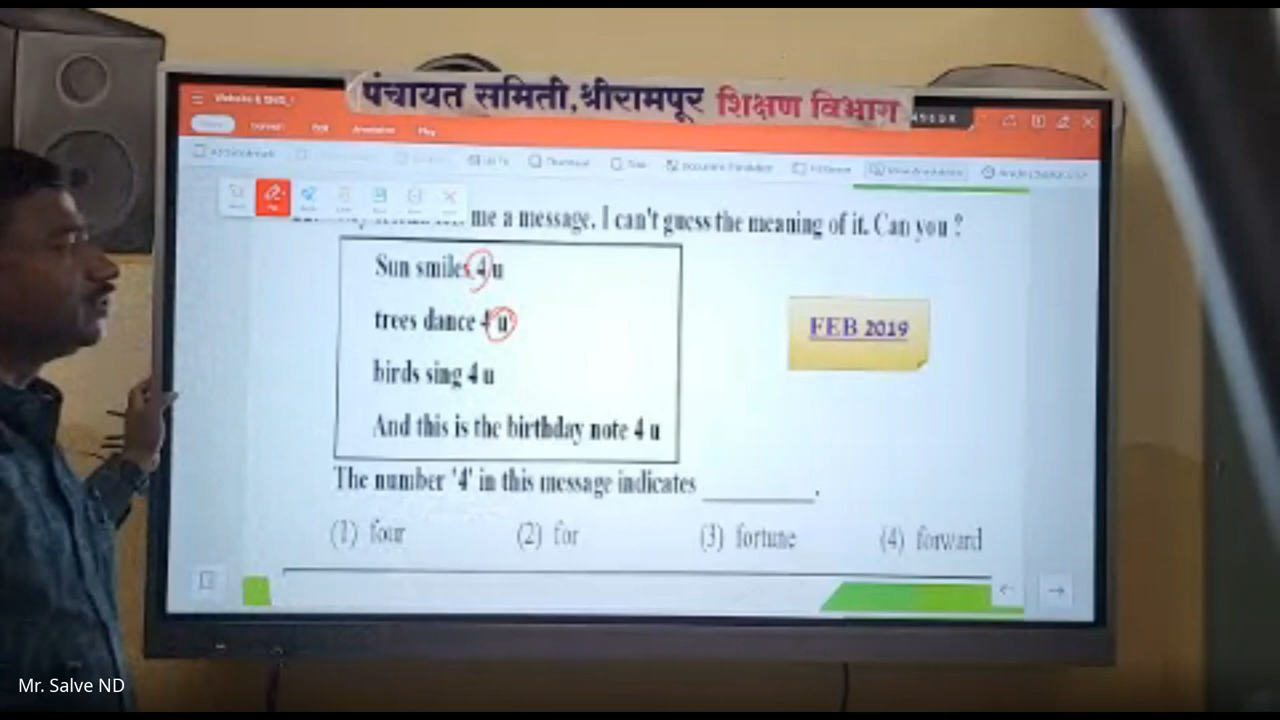 पंचायत समिती,श्रीरामपूर शिक्षण विभाग
me a message. I can't guess the meaning of it. Can you ?
Sun smiles 4 u
trees dance 4 u
birds sing 4 u
And this is the birthday note 4 u
FEB 2019
The number '4' in this message indicates ________.
(1) four (2) for (3) fortune (4) forward
Mr. Salve ND